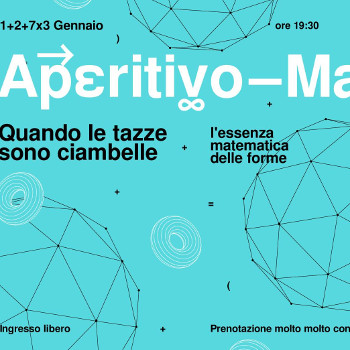 1+2+7x3 Gennaio
ore 19:30
)
Apεritivo–Ma
∞
+
Quando le tazze
sono ciambelle
l'essenza
matematica
delle forme
+
+
=
(
Ingresso libero
+
Prenotazione molto molto con